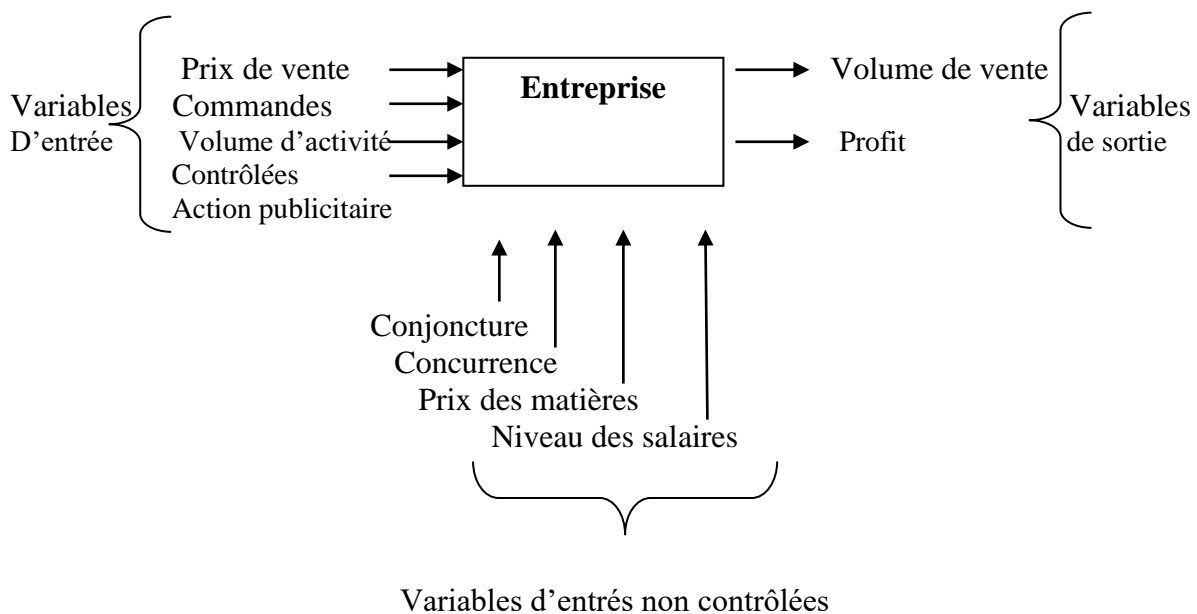 Prix de vente
Entreprise
Volume de vente
Variables
D’entrée
Commandes
Volume d’activité
Contrôlées
Action publicitaire
Profit
Variables
de sortie
Conjoncture
Concurrence
Prix des matières
Niveau des salaires
Variables d’entrés non contrôlées